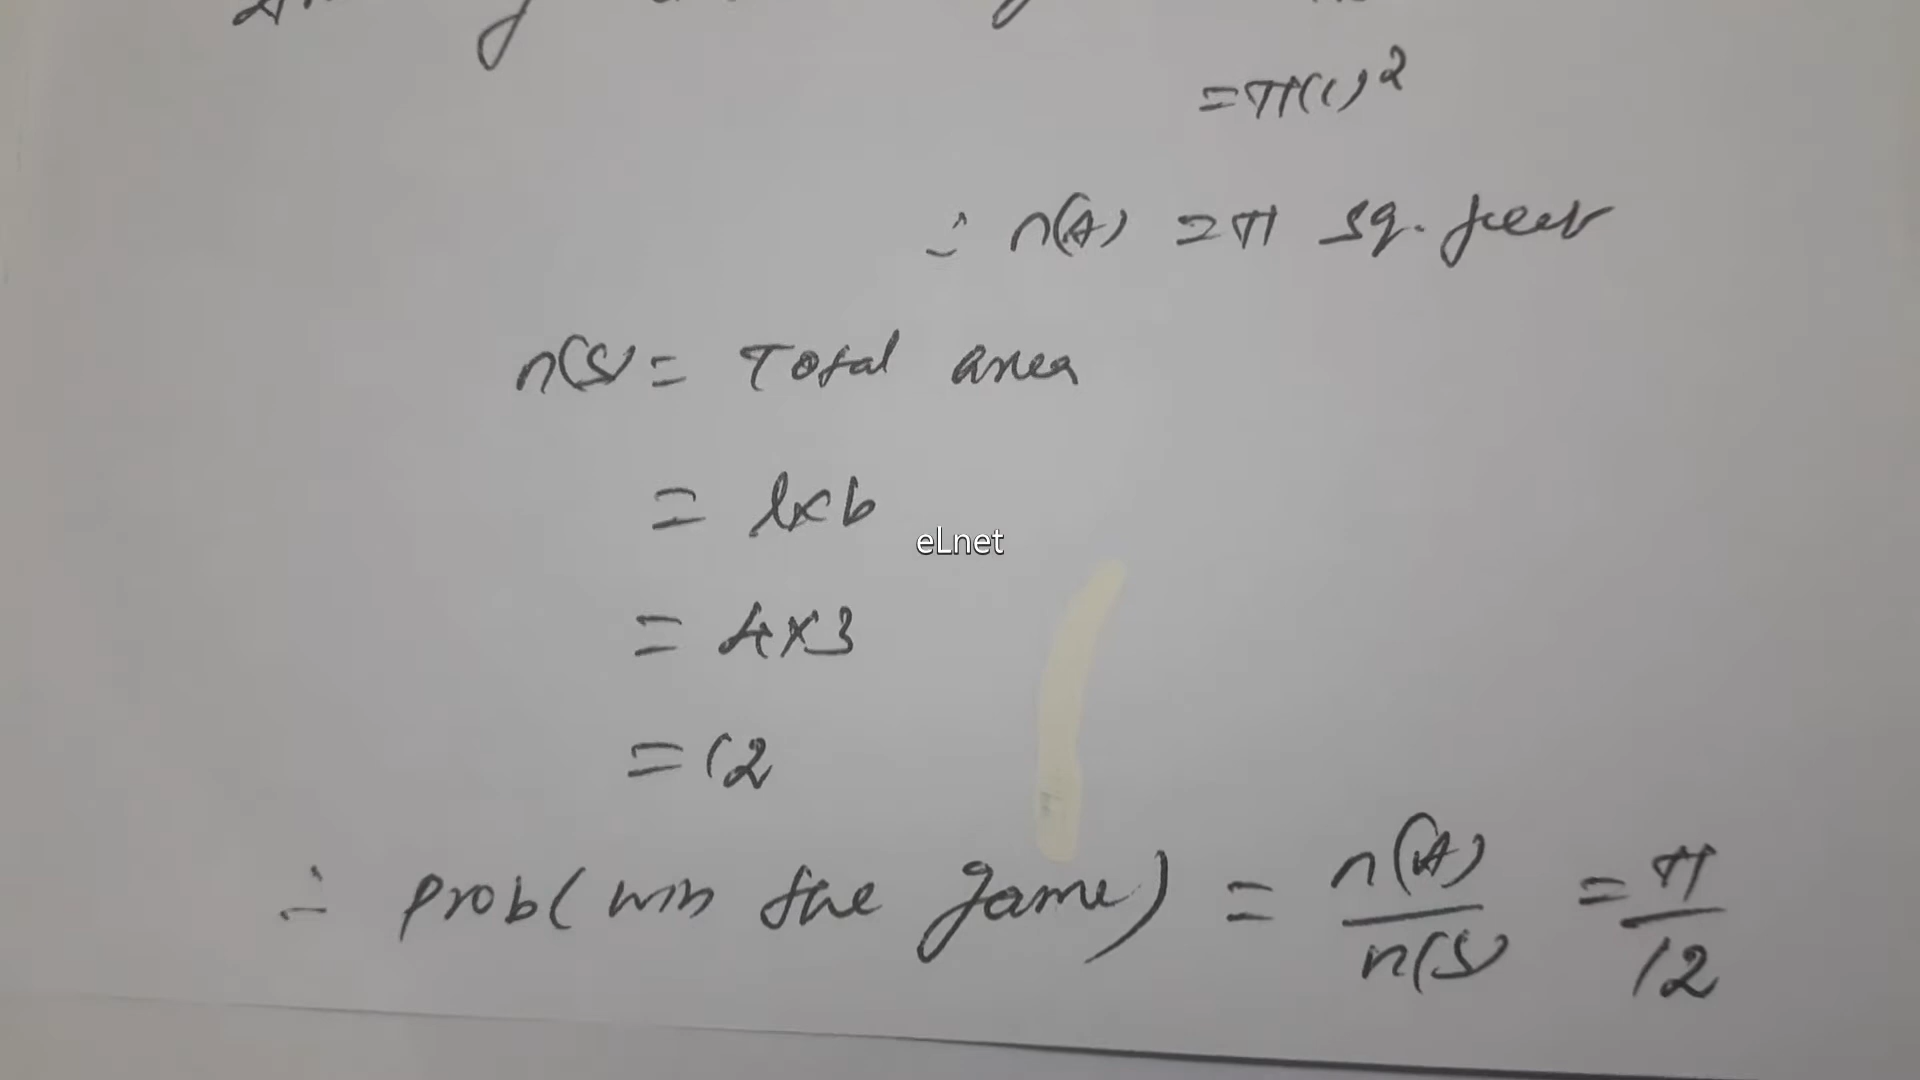 = π(1)²
∴ n(A) = π sq. feet
n(S) = Total area
= l×b
eLnet
= 4×3
= 12
∴ prob( win the game) = n(A)/n(S) = π/12